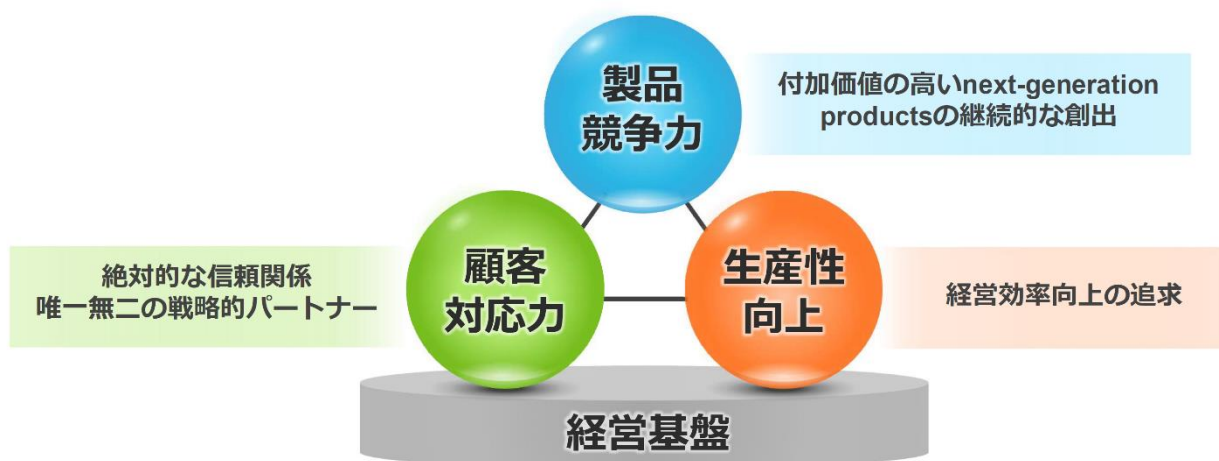 製品
競争力
付加価値の高いnext-generation
productsの継続的な創出
顧客
対応力
絶対的な信頼関係
唯一無二の戦略的パートナー
生産性
向上
経営効率向上の追求
経営基盤